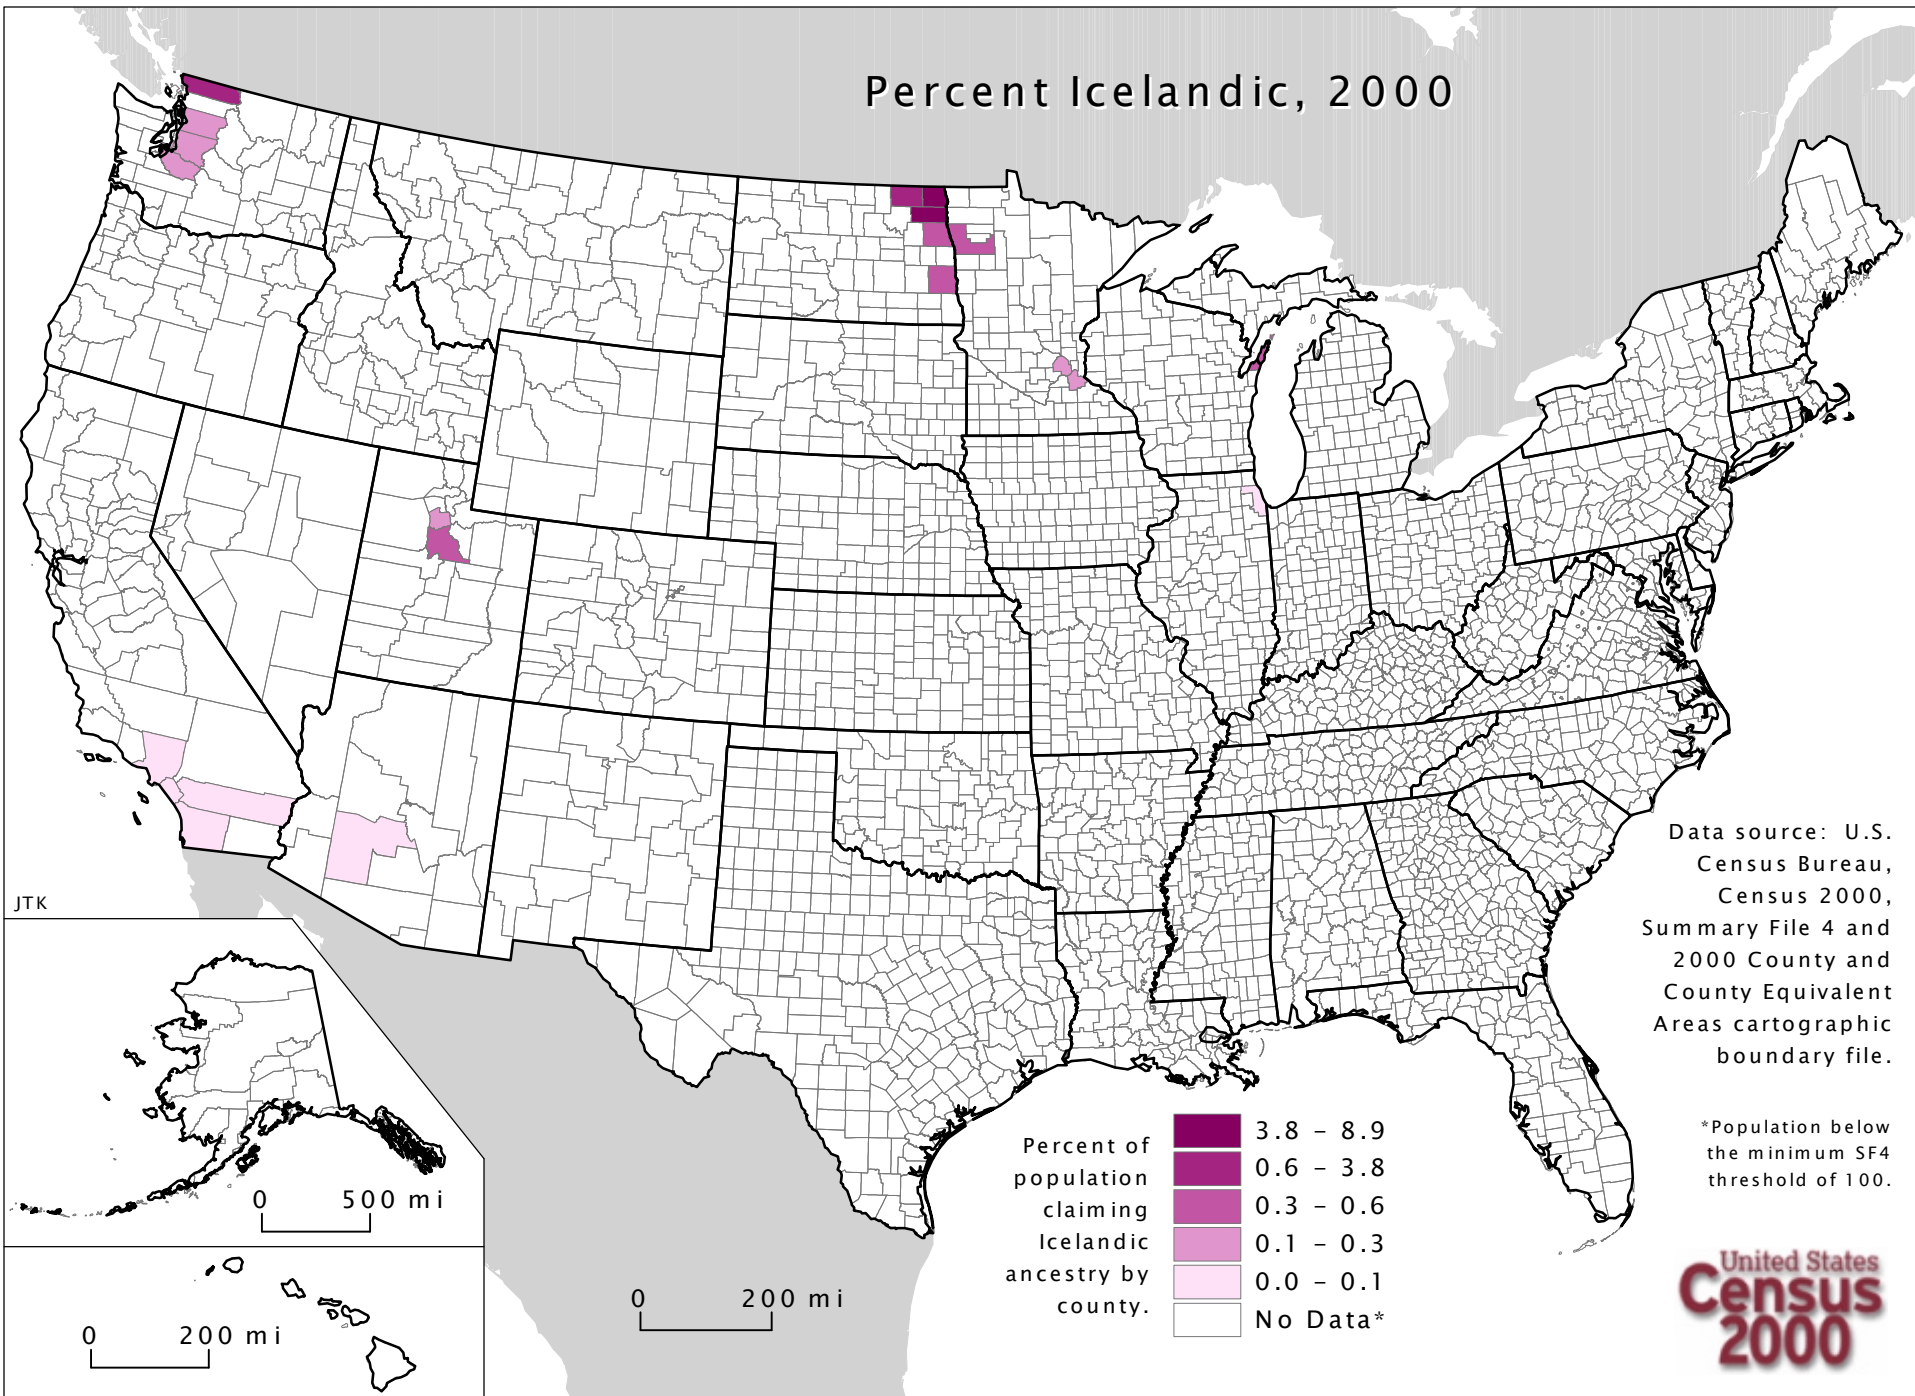 Percent Icelandic, 2000
Data source: U.S.
Census Bureau,
Census 2000,
Summary File 4 and
2000 County and
County Equivalent
Areas cartographic
boundary file.
JTK
0 500 mi
0 200 mi
0 200 mi
Percent of
population
claiming
Icelandic
ancestry by
county.
3.8 – 8.9
0.6 – 3.8
0.3 – 0.6
0.1 – 0.3
0.0 – 0.1
No Data*
*Population below
the minimum SF4
threshold of 100.
United States
Census
2000